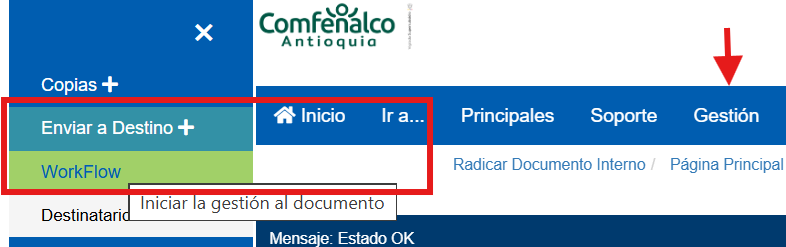 Comfenalco
Antioquia
×
Copias +
Enviar a Destino +
WorkFlow
Iniciar la gestión al documento
Destinatario
Inicio
Ir a...
Principales
Soporte
Gestión
Radicar Documento Interno /
Página Principal
Mensaje: Estado OK